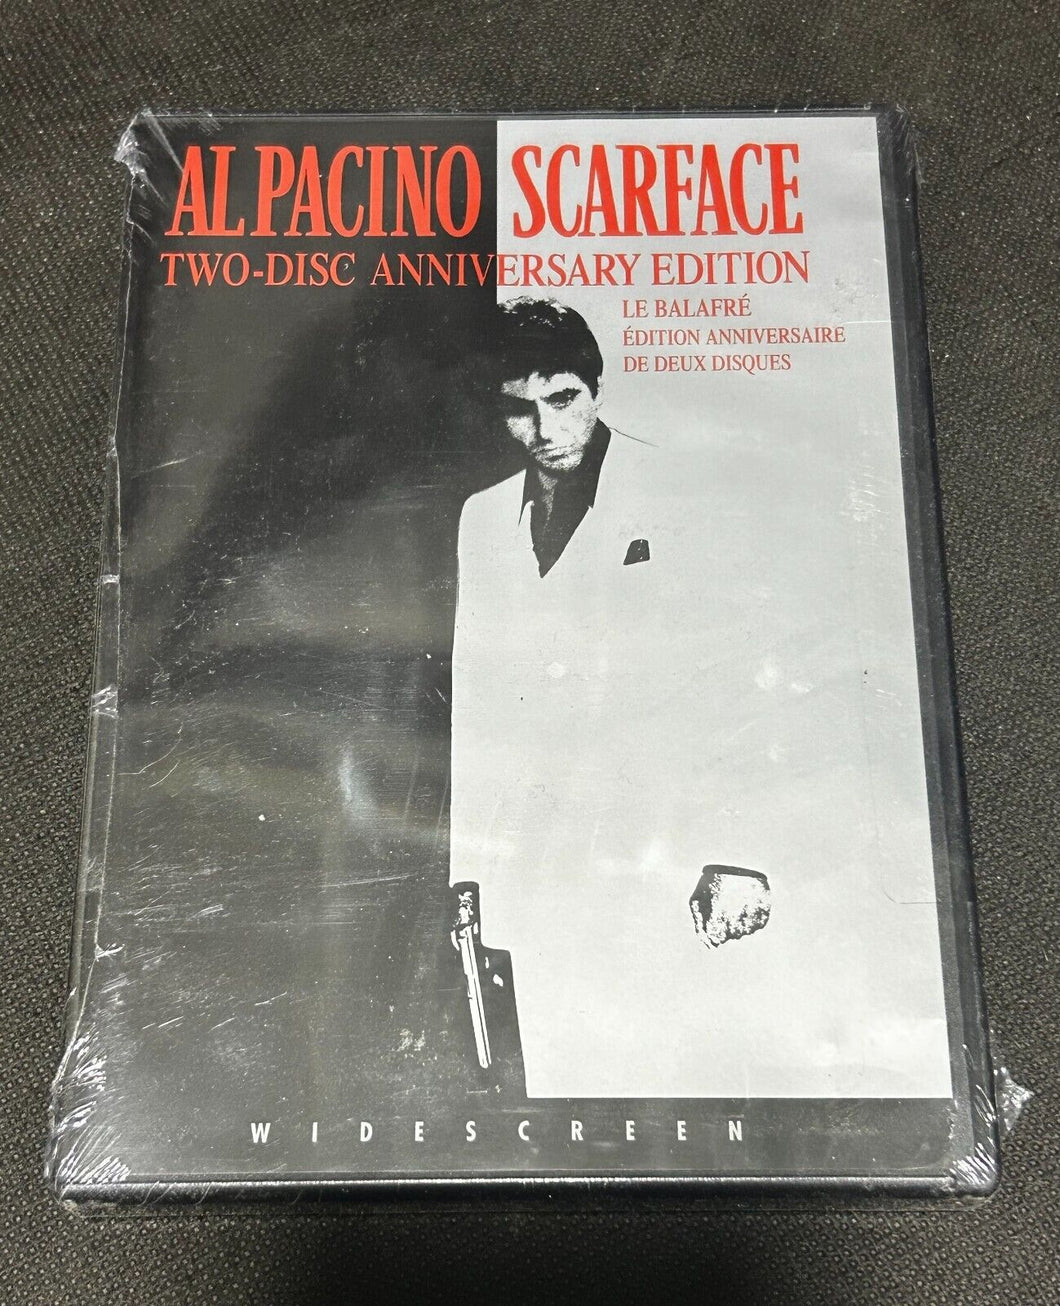 AL PACINO SCARFACE
TWO-DISC ANNIVERSARY EDITION
LE BALAFRÉ
ÉDITION ANNIVERSAIRE
DE DEUX DISQUES
WIDESCREEN